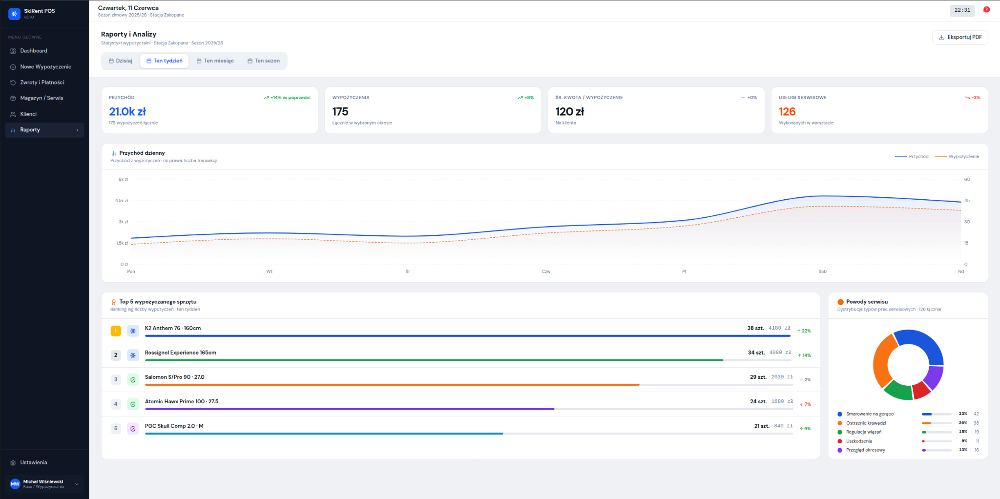 SkiRent POS
v3.1.0
MENU GŁÓWNE
Dashboard
Nowe Wypożyczenie
Zwroty i Płatności
Magazyn / Serwis
Klienci
Raporty
Ustawienia
MW
Michał Wiśniewski
Kasa / Wypożyczalnia
Czwartek, 11 Czerwca
Sezon zimowy 2025/26 · Stacja Zakopane
22:31
2
Raporty i Analizy
Statystyki wypożyczalni · Stacja Zakopane · Sezon 2025/26
Eksportuj PDF
Dzisiaj
Ten tydzień
Ten miesiąc
Ten sezon
PRZYCHÓD
+14% vs poprzedni
21.0k zł
175 wypożyczeń łącznie
WYPOŻYCZENIA
+8%
175
Łącznie w wybranym okresie
ŚR. KWOTA / WYPOŻYCZENIE
±0%
120 zł
Na klienta
USŁUGI SERWISOWE
-3%
126
Wykonanych w warsztacie
Przychód dzienny
Przychód z wypożyczeń · oś prawa: liczba transakcji
Przychód
Wypożyczenia
6k zł
4.5k zł
3k zł
1.5k zł
0 zł
60
45
30
15
0
Pon
Wt
Śr
Czw
Pt
Sob
Nd
Top 5 wypożyczanego sprzętu
Ranking wg liczby wypożyczeń · ten tydzień
1
K2 Anthem 76 · 160cm
38 szt. 4180 zł
↑ 22%
2
Rossignol Experience 165cm
34 szt. 4080 zł
↑ 14%
3
Salomon S/Pro 90 · 27.0
29 szt. 2030 zł
— 2%
4
Atomic Hawx Prime 100 · 27.5
24 szt. 1680 zł
↓ 7%
5
POC Skull Comp 2.0 · M
21 szt. 840 zł
↑ 9%
Powody serwisu
Dystrybucja typów prac serwisowych · 126 łącznie
Smarowanie na gorąco 33% 42
Ostrzenie krawędzi 30% 38
Regulacja wiązań 15% 19
Uszkodzenia 9% 11
Przegląd okresowy 13% 16